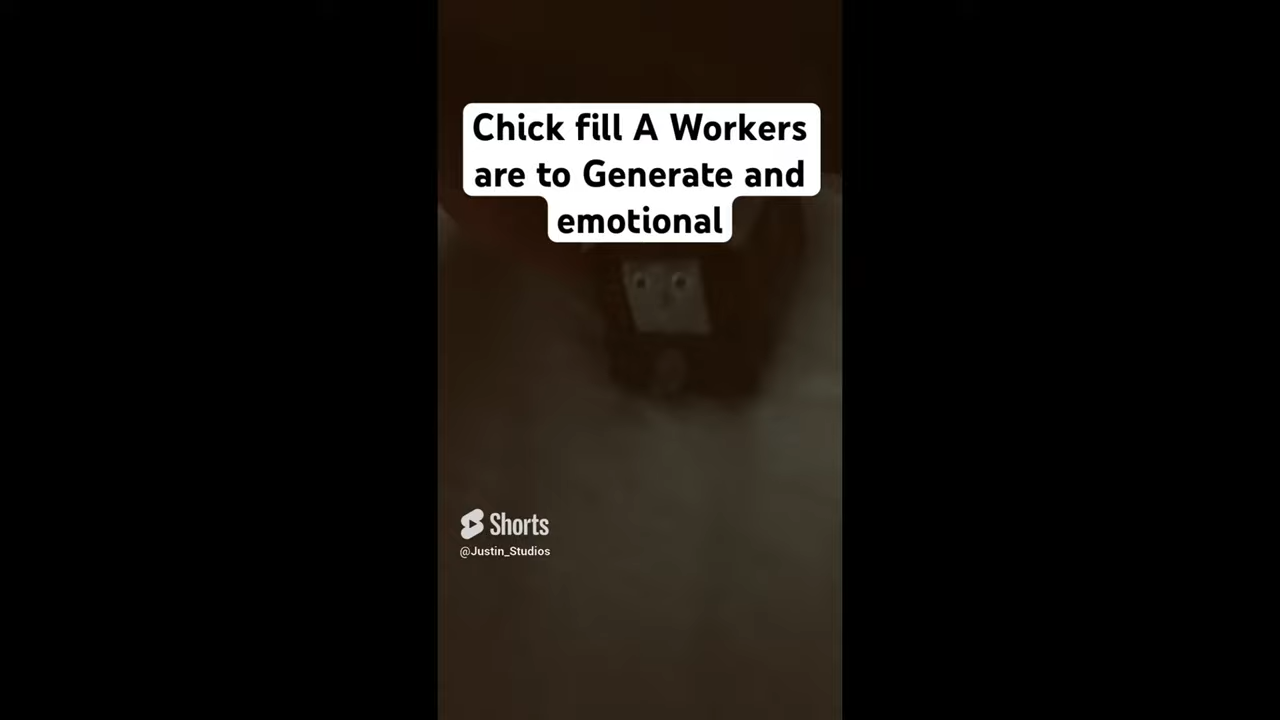 Chick fill A Workers
are to Generate and
emotional
Shorts
@Justin_Studios